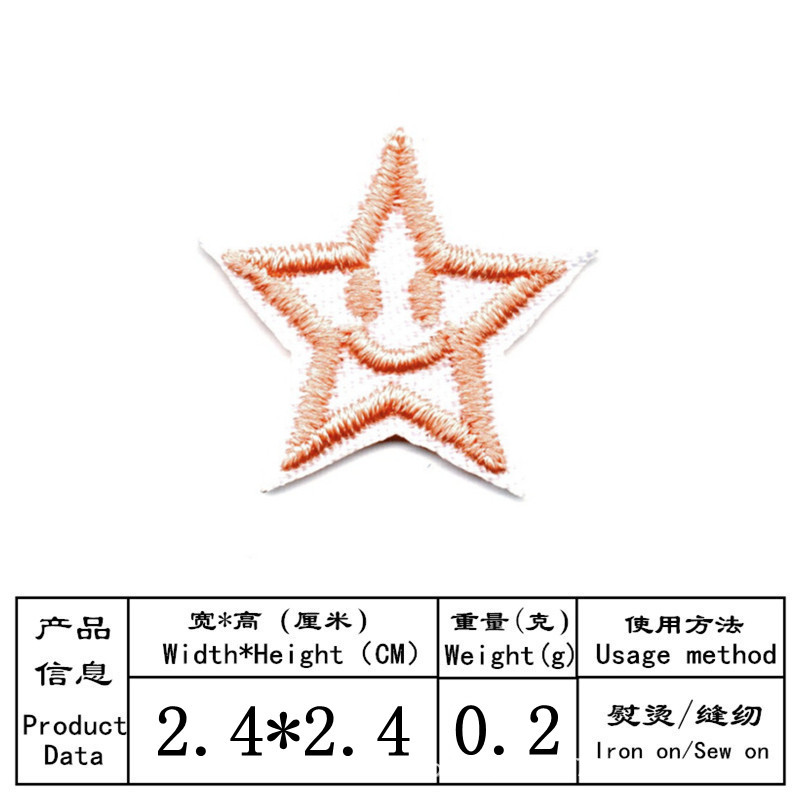 产品
信息
Product
Data
宽*高 (厘米)
Width*Height (CM)
2.4*2.4
重量(克)
Weight(g)
0.2
使用方法
Usage method
熨烫/缝纫
Iron on/Sew on